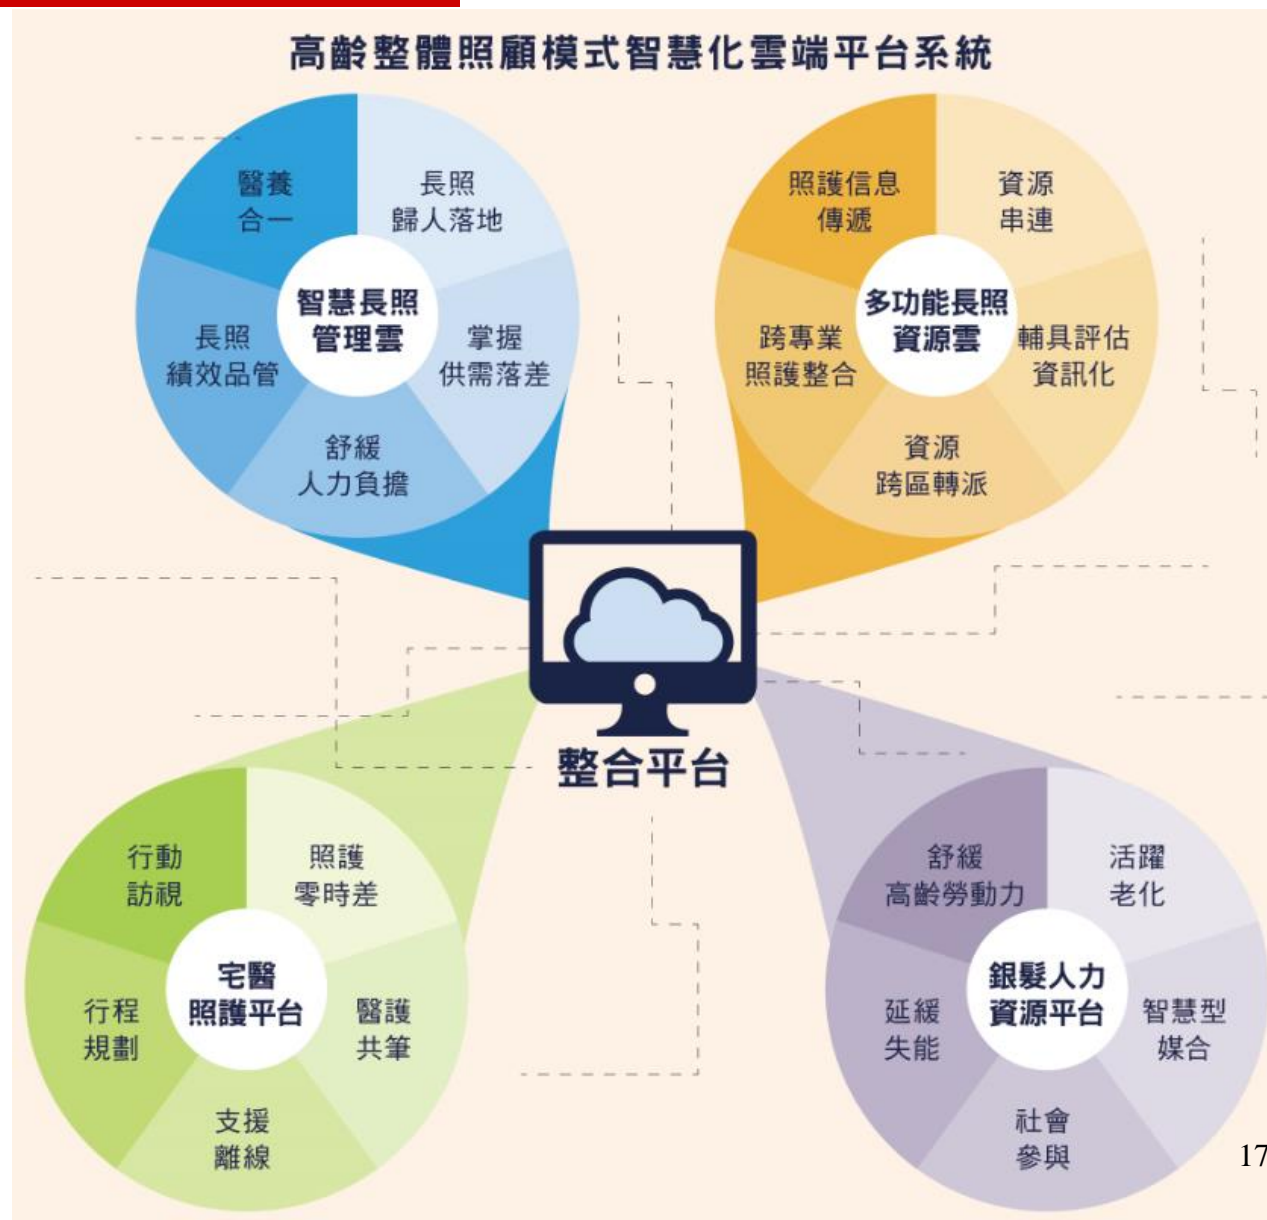 高齡整體照顧模式智慧化雲端平台系統
醫養
合一
長照
歸人落地
智慧長照
管理雲
長照
績效品管
掌握
供需落差
舒緩
人力負擔
照護信息
傳遞
資源
串連
多功能長照
資源雲
跨專業
照護整合
輔具評估
資訊化
資源
跨區轉派
整合平台
行動
訪視
照護
零時差
宅醫
照護平台
行程
規劃
醫護
共筆
支援
離線
舒緩
高齡勞動力
活躍
老化
銀髮人力
資源平台
延緩
失能
智慧型
媒合
社會
參與
17